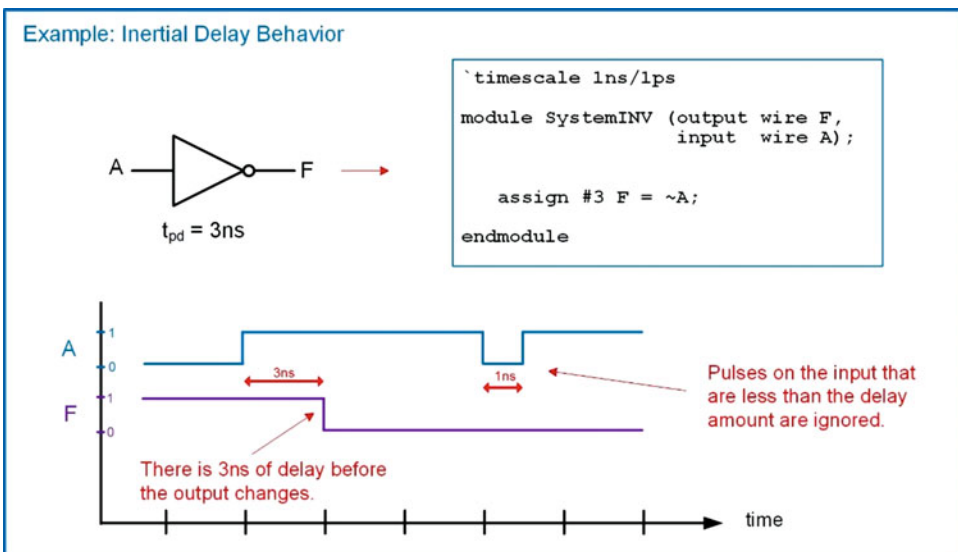 Example: Inertial Delay Behavior
`timescale 1ns/1ps
module SystemINV (output wire F,
input wire A);
assign #3 F = ~A;
endmodule
A
F
tpd = 3ns
A
1
0
3ns
1ns
F
1
0
Pulses on the input that
are less than the delay
amount are ignored.
There is 3ns of delay before
the output changes.
time